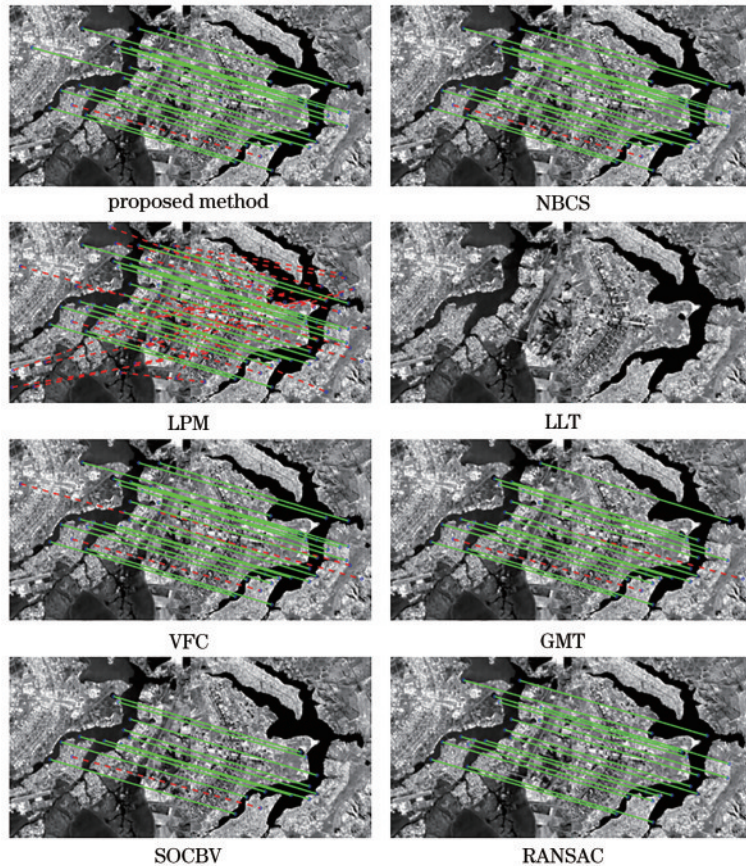 proposed method
NBCS
LPM
LLT
VFC
GMT
SOCBV
RANSAC